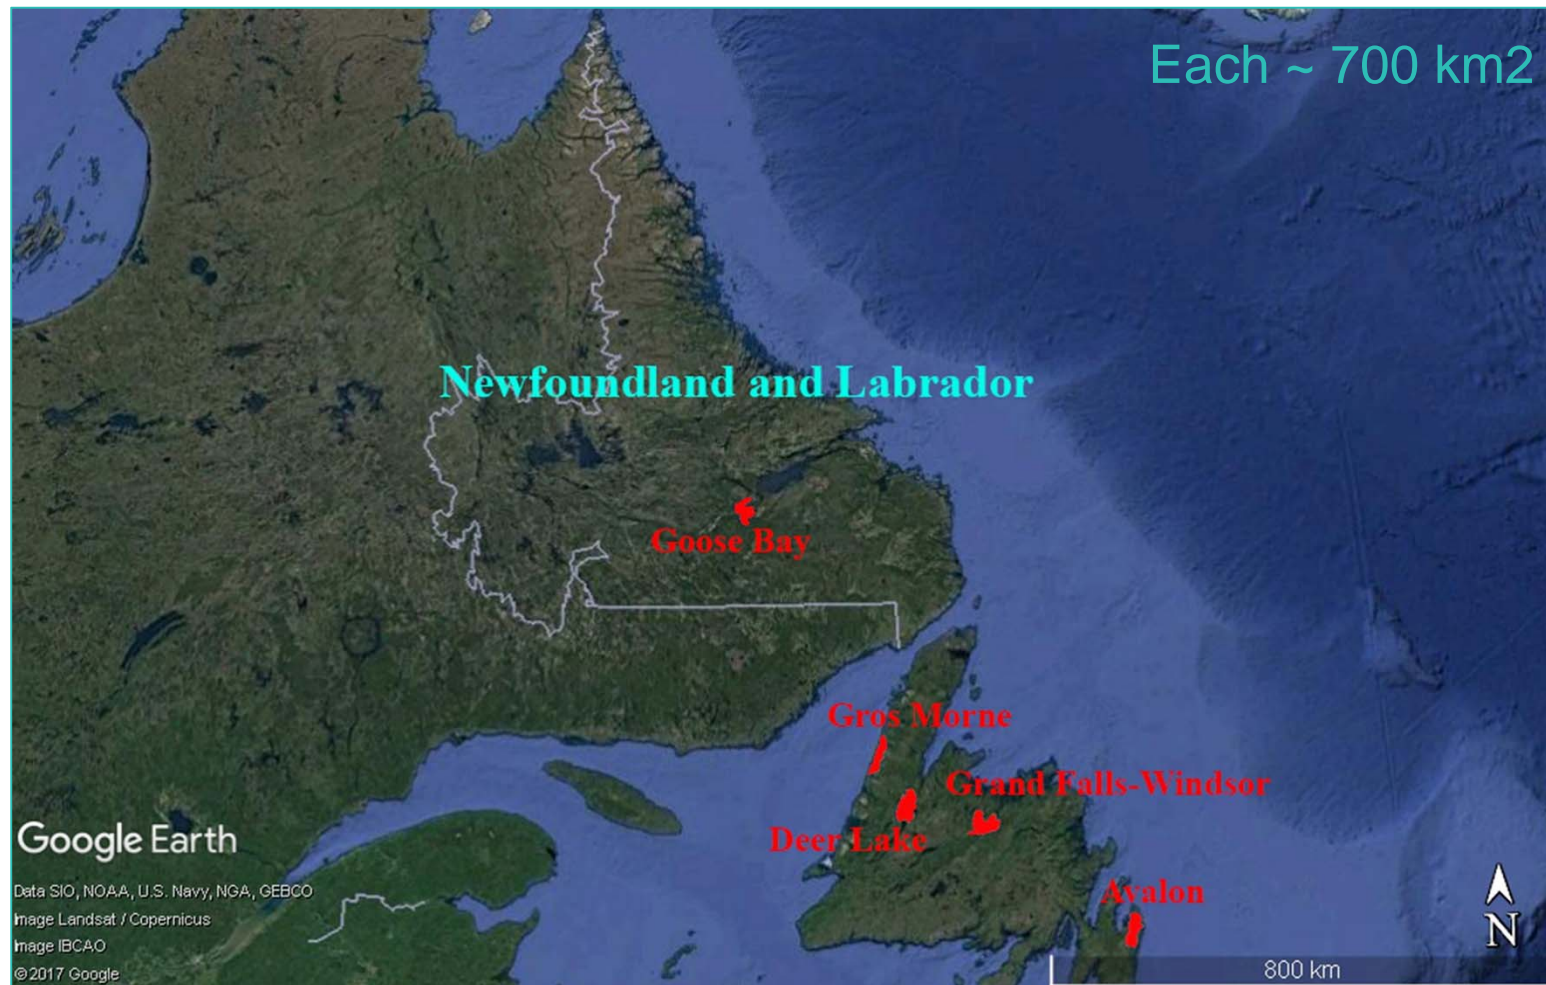 Each ~ 700 km2
Newfoundland and Labrador
Goose Bay
Gros Morne
Grand Falls-Windsor
Deer Lake
Avalon
Google Earth
Data SIO, NOAA, U.S. Navy, NGA, GEBCO
Image Landsat / Copernicus
Image IBCAO
©2017 Google
N
800 km